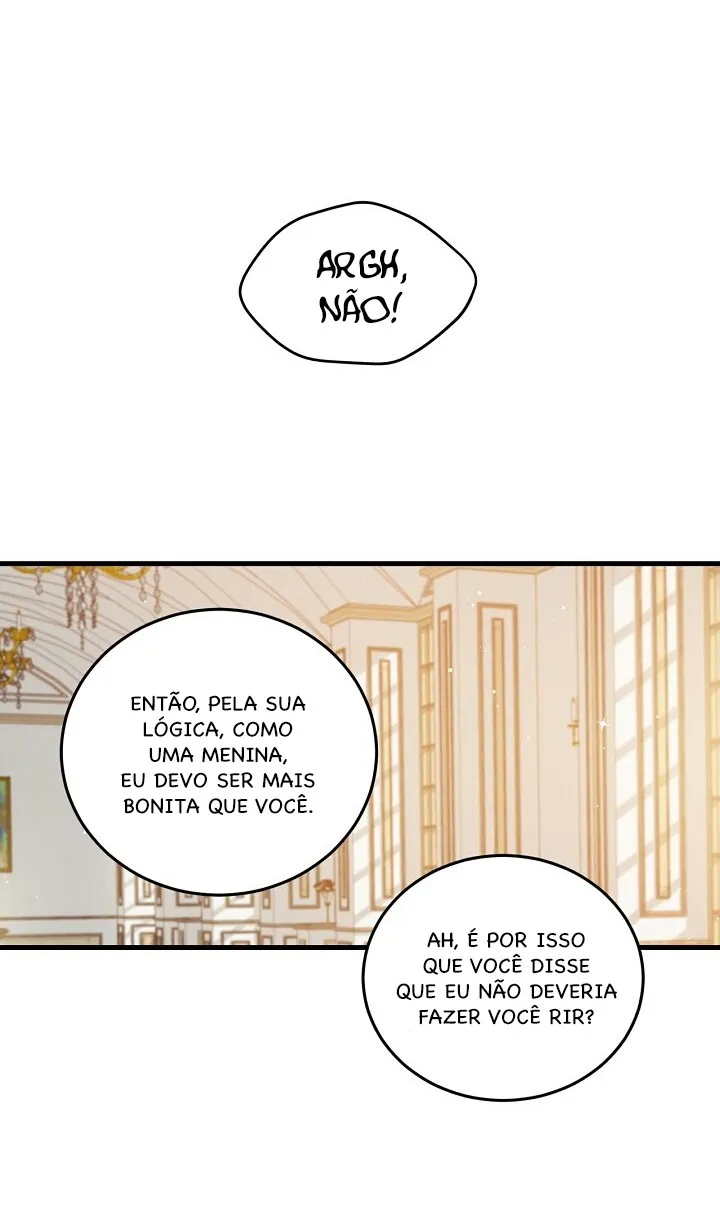 ARGH,
NÃO!
ENTÃO, PELA SUA
LÓGICA, COMO
UMA MENINA,
EU DEVO SER MAIS
BONITA QUE VOCÊ.
AH, É POR ISSO
QUE VOCÊ DISSE
QUE EU NÃO DEVERIA
FAZER VOCÊ RIR?